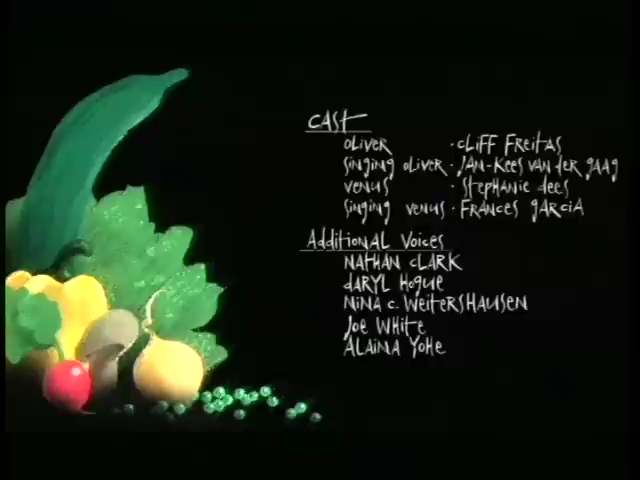 CAST
OLIVER · CLIFF FREITAS
SINGING OLIVER · JAN-KEES VAN DER GAAG
VENUS · STEPHANIE DEES
SINGING VENUS · FRANCES GARCIA
ADDITIONAL VOICES
NATHAN CLARK
DARYL HOGUE
NINA C. WEITERSHAUSEN
JOE WHITE
ALAINA YOHE